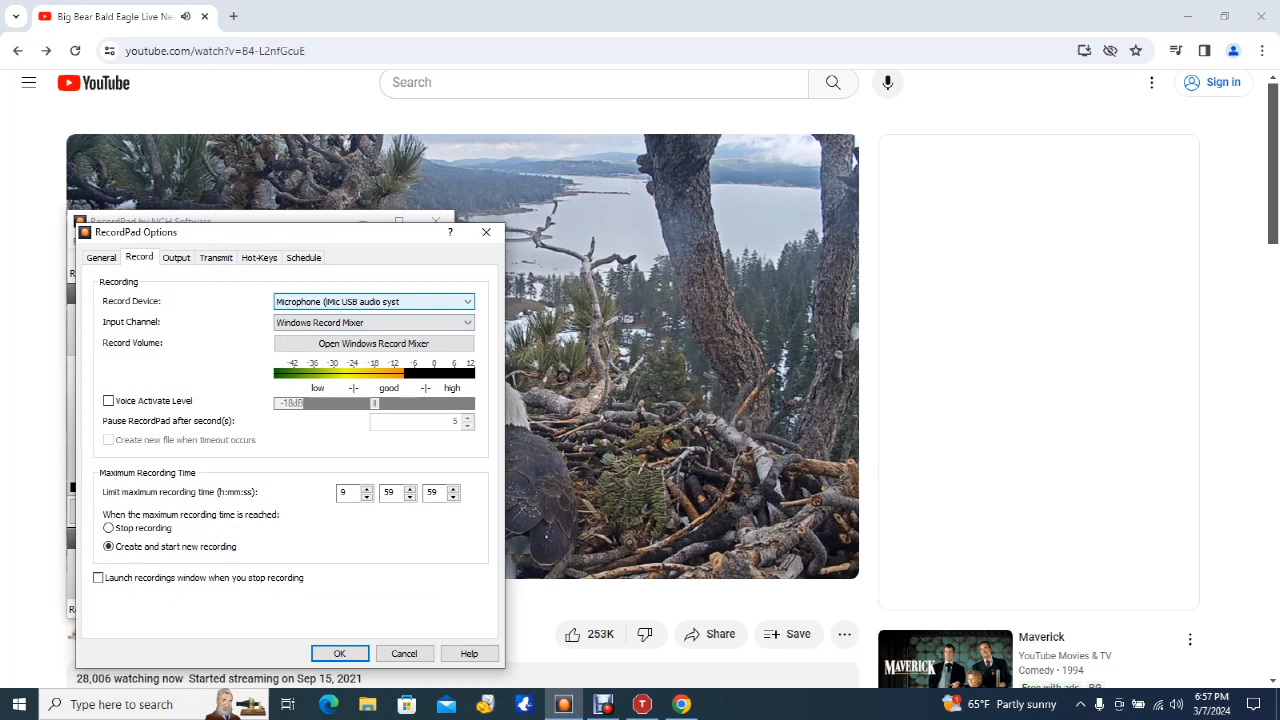 Big Bear Bald Eagle Live Ne
youtube.com/watch?v=B4-L2nfGcuE
YouTube
Search
Sign in
RecordPad by NCH Software
RecordPad Options
?
General Record Output Transmit Hot-Keys Schedule
Recording
Record Device: Microphone (iMic USB audio syst
Input Channel: Windows Record Mixer
Record Volume: Open Windows Record Mixer
-42 -36 -30 -24 -18 -12 -6 0 6 12
low -|- good -|- high
Voice Activate Level -18dB
Pause RecordPad after second(s): 5
Create new file when timeout occurs
Maximum Recording Time
Limit maximum recording time (h:mm:ss): 9 59 59
When the maximum recording time is reached:
Stop recording
Create and start new recording
Launch recordings window when you stop recording
OK Cancel Help
253K Share Save
28,006 watching now Started streaming on Sep 15, 2021
MAVERICK
Maverick
YouTube Movies & TV
Comedy • 1994
Free with ads PG
Type here to search
65°F Partly sunny
6:57 PM
3/7/2024